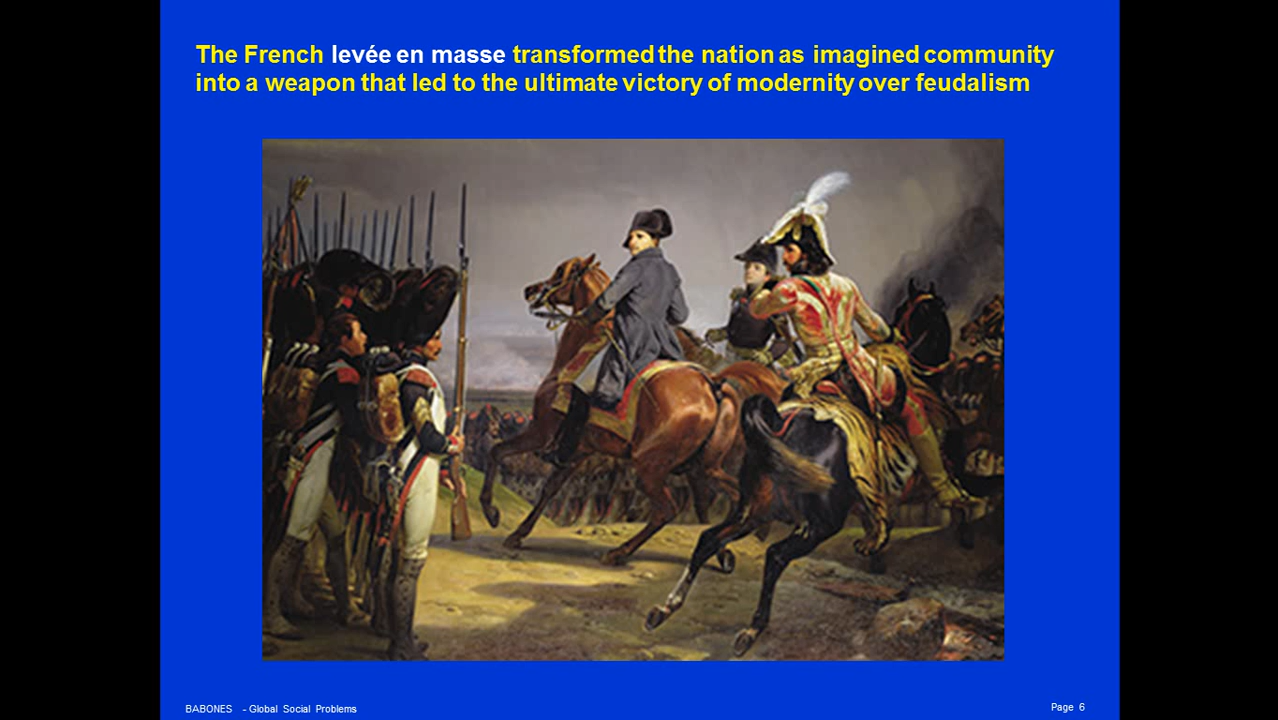 The French levée en masse transformed the nation as imagined community
into a weapon that led to the ultimate victory of modernity over feudalism
BABONES - Global Social Problems
Page 6